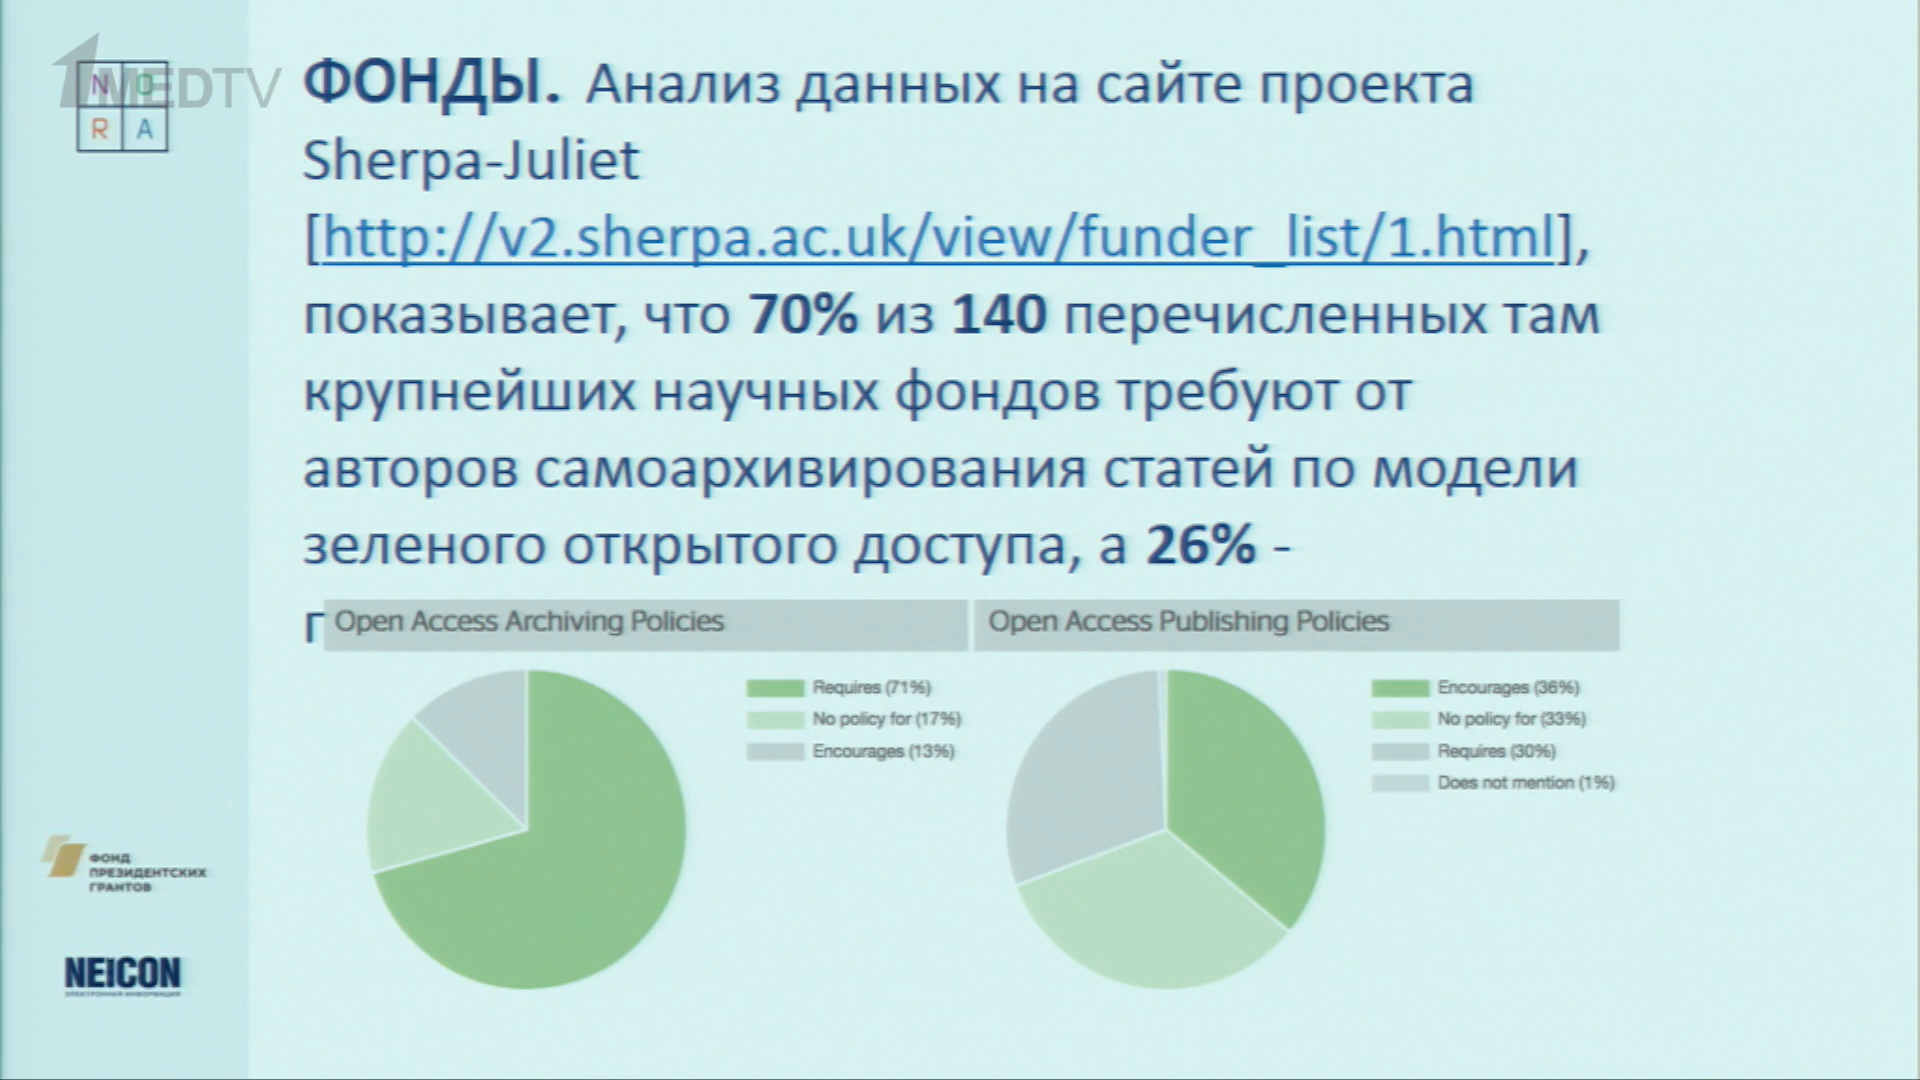 1MEDTV
N O
R A
ФОНДЫ. Анализ данных на сайте проекта
Sherpa-Juliet
[http://v2.sherpa.ac.uk/view/funder_list/1.html],
показывает, что 70% из 140 перечисленных там
крупнейших научных фондов требуют от
авторов самоархивирования статей по модели
зеленого открытого доступа, а 26% -
Open Access Archiving Policies
Requires (71%)
No policy for (17%)
Encourages (13%)
Open Access Publishing Policies
Encourages (36%)
No policy for (33%)
Requires (30%)
Does not mention (1%)
ФОНД
ПРЕЗИДЕНТСКИХ
ГРАНТОВ
NEICON
ЭЛЕКТРОННАЯ ИНФОРМАЦИЯ